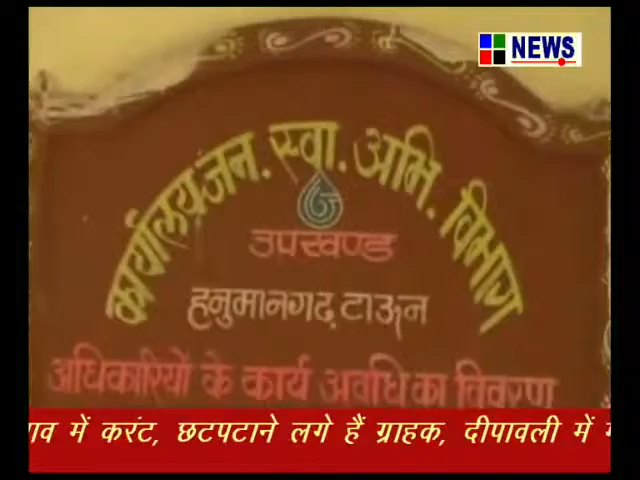 NEWS
कार्यालय जन. स्वा. अभि. विभाग
उपखण्ड
हनुमानगढ़ टाऊन
अधिकारियों के कार्य अवधि का विवरण
में करंट, छटपटाने लगे हैं ग्राहक, दीपावली में